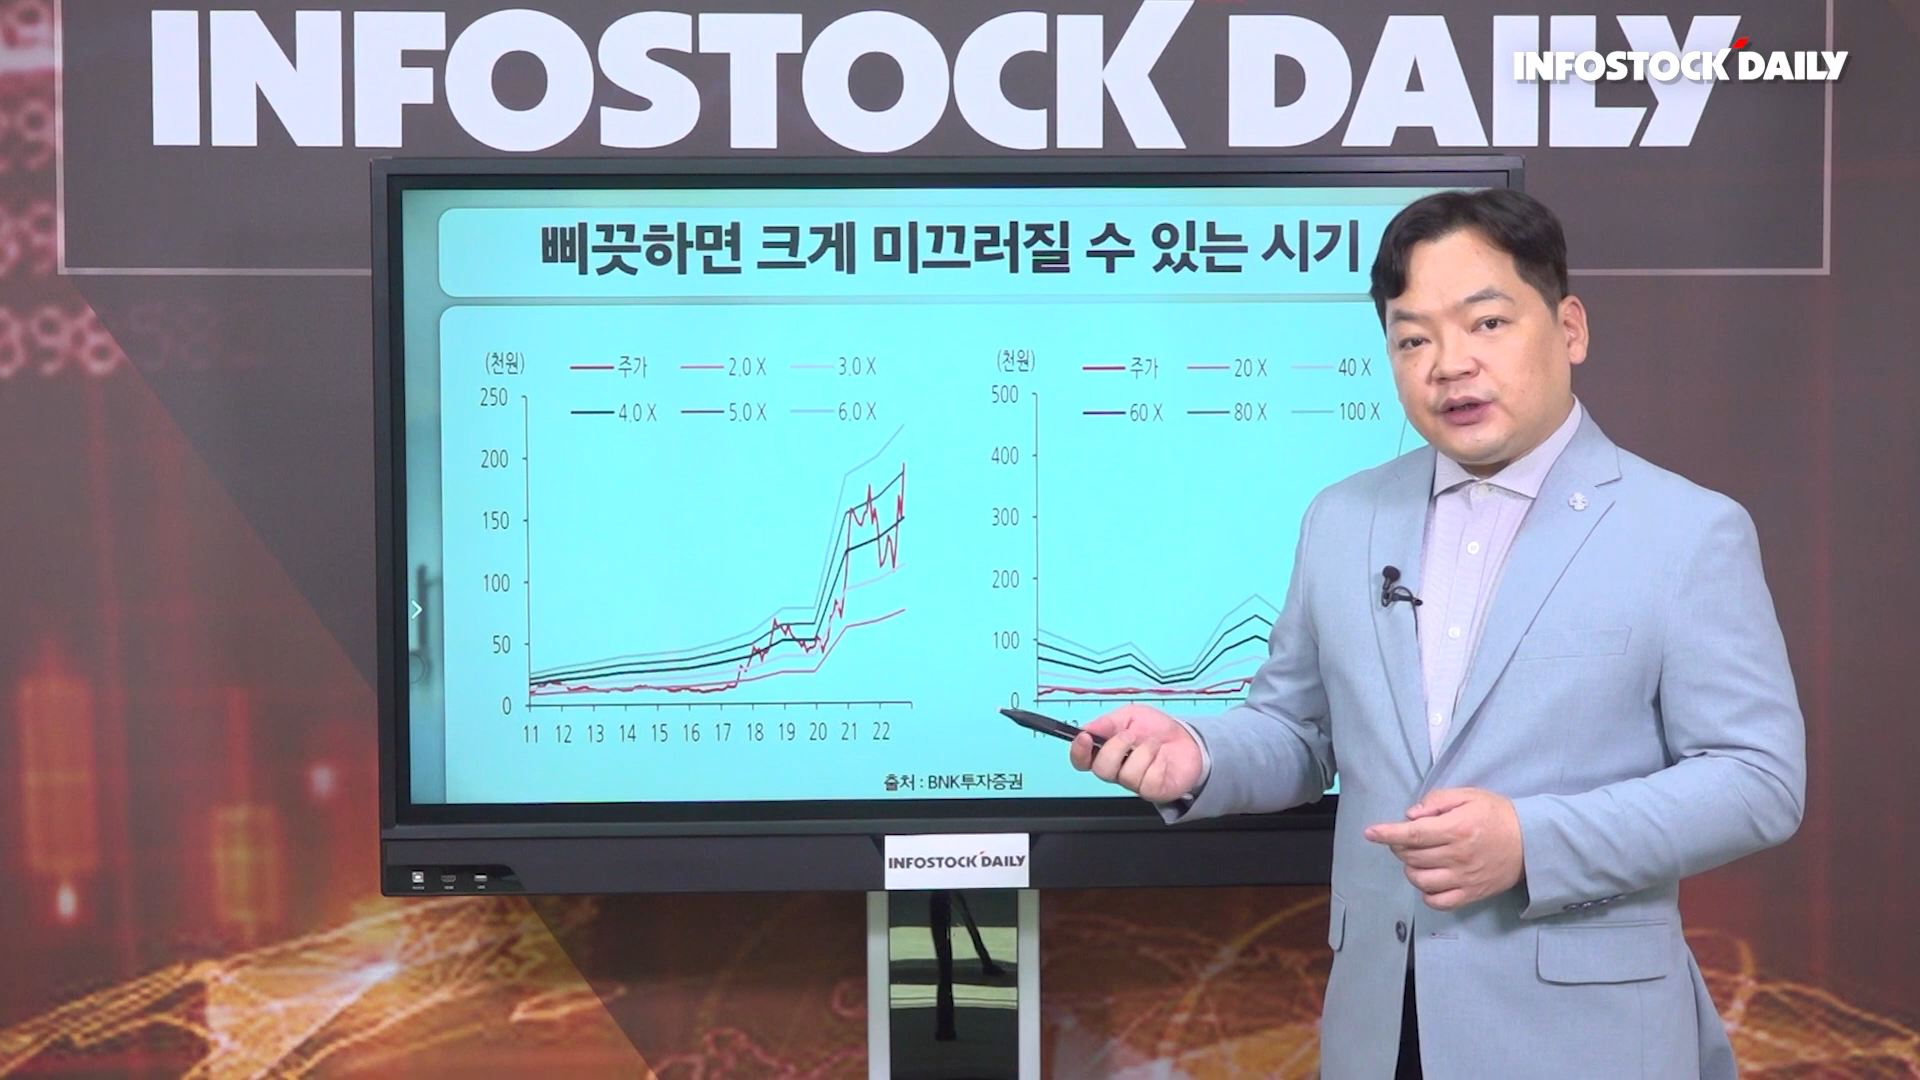 INFOSTOCK DAILY
INFOSTOCK DAILY
삐끗하면 크게 미끄러질 수 있는 시기
(천원)
주가 2.0 X 3.0 X
4.0 X 5.0 X 6.0 X
250
200
150
100
50
0
11 12 13 14 15 16 17 18 19 20 21 22
(천원)
주가 20 X 40 X
60 X 80 X 100 X
500
400
300
200
100
0
출처 : BNK투자증권
INFOSTOCK DAILY